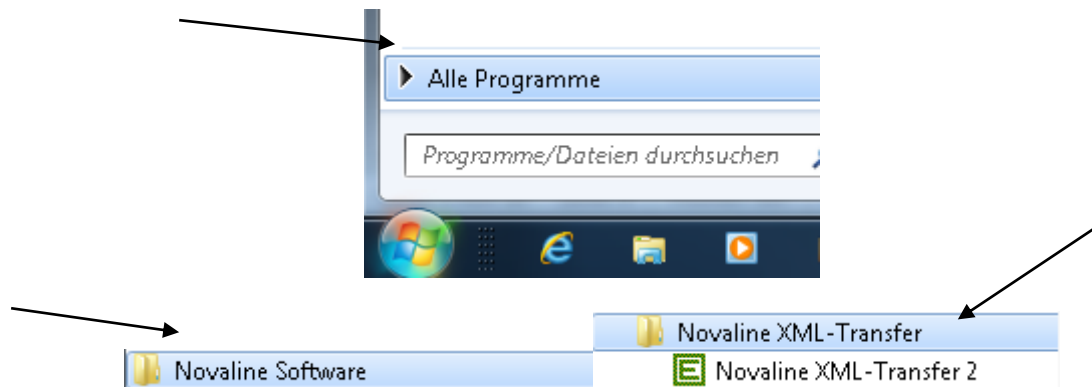 Alle Programme
Programme/Dateien durchsuchen
Novaline Software
Novaline XML-Transfer
Novaline XML-Transfer 2